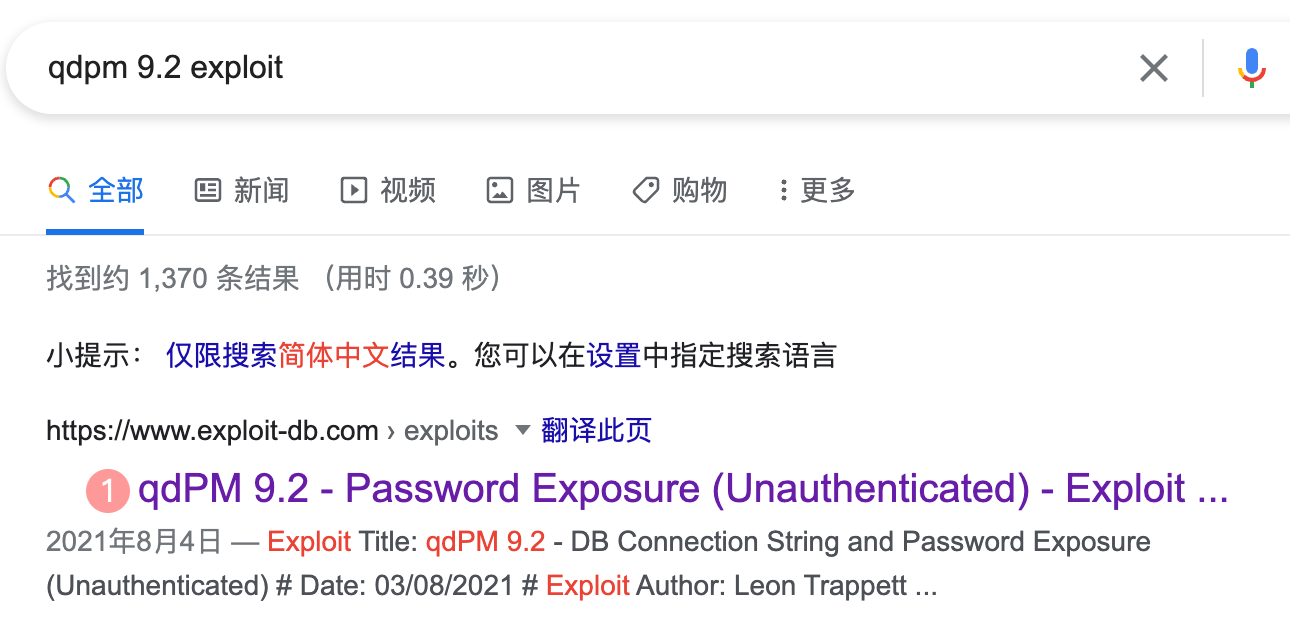 qdpm 9.2 exploit
全部 新闻 视频 图片 购物 更多
找到约 1,370 条结果 （用时 0.39 秒）
小提示： 仅限搜索简体中文结果。您可以在设置中指定搜索语言
https://www.exploit-db.com › exploits 翻译此页
1 qdPM 9.2 - Password Exposure (Unauthenticated) - Exploit ...
2021年8月4日 — Exploit Title: qdPM 9.2 - DB Connection String and Password Exposure
(Unauthenticated) # Date: 03/08/2021 # Exploit Author: Leon Trappett ...